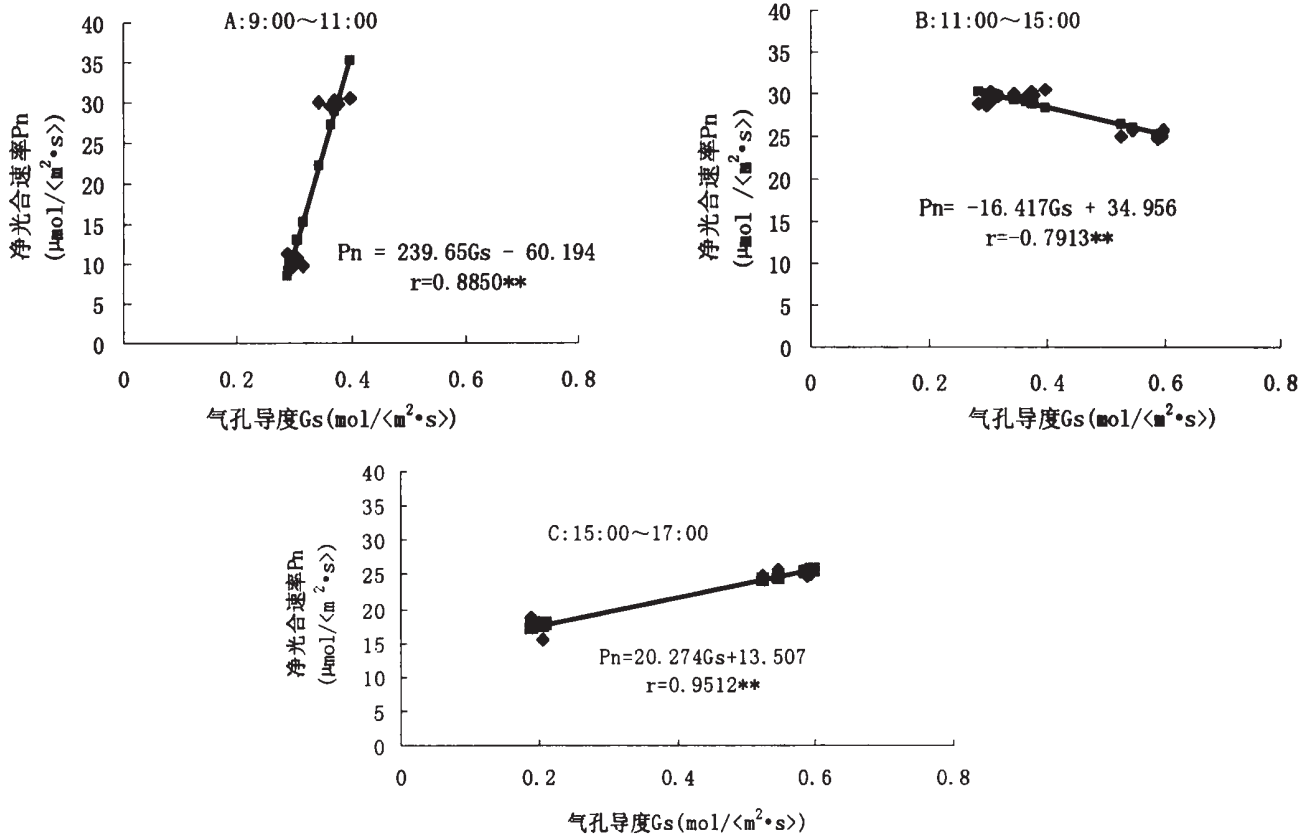 A:9:00～11:00
40
35
30
25
20
15
10
5
0
净光合速率Pn
(μmol/<m²•s>)
Pn = 239.65Gs - 60.194
r=0.8850**
0 0.2 0.4 0.6 0.8
气孔导度Gs(mol/<m²•s>)
B:11:00～15:00
40
35
30
25
20
15
10
5
0
净光合速率Pn
(μmol /<m²•s>)
Pn= -16.417Gs + 34.956
r=-0.7913**
0 0.2 0.4 0.6 0.8
气孔导度Gs(mol/<m²•s>)
C:15:00～17:00
40
35
30
25
20
15
10
5
0
净光合速率Pn
(μmol/<m²•s>)
Pn=20.274Gs+13.507
r=0.9512**
0 0.2 0.4 0.6 0.8
气孔导度Gs(mol/<m²•s>)